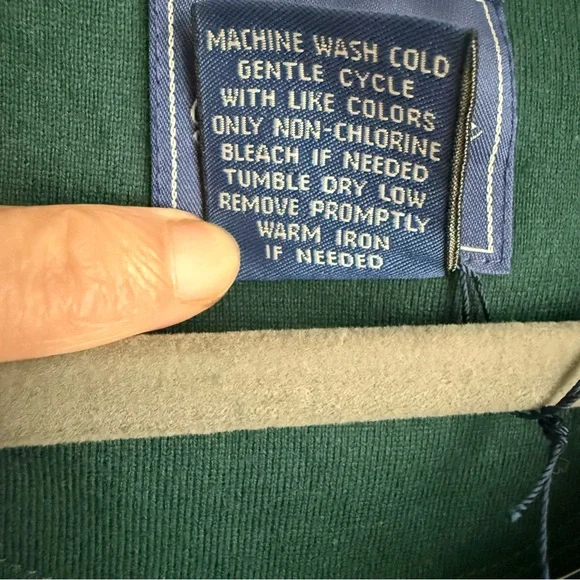 MACHINE WASH COLD
GENTLE CYCLE
WITH LIKE COLORS
ONLY NON-CHLORINE
BLEACH IF NEEDED
TUMBLE DRY LOW
REMOVE PROMPTLY
WARM IRON
IF NEEDED